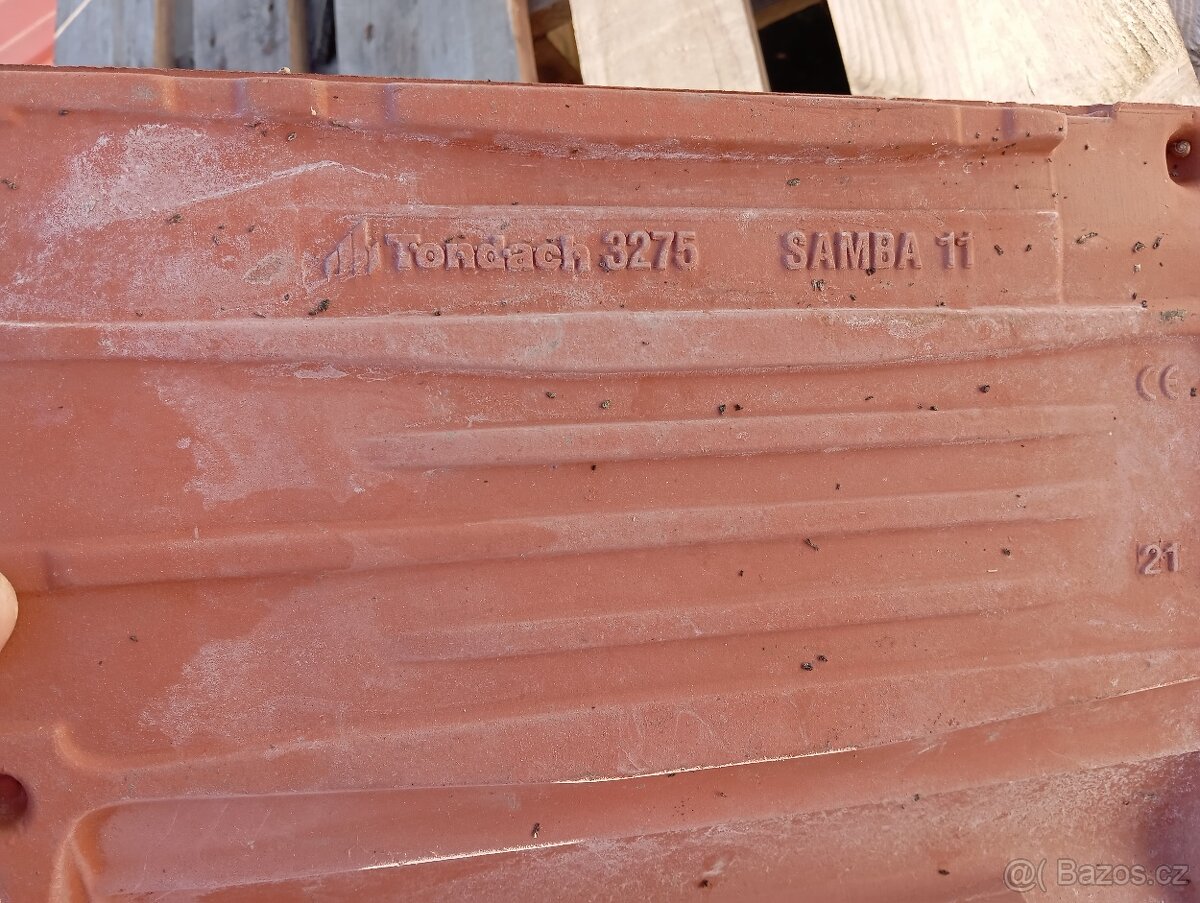 Tondach 3275 SAMBA 11
CE
21
@( Bazos.cz